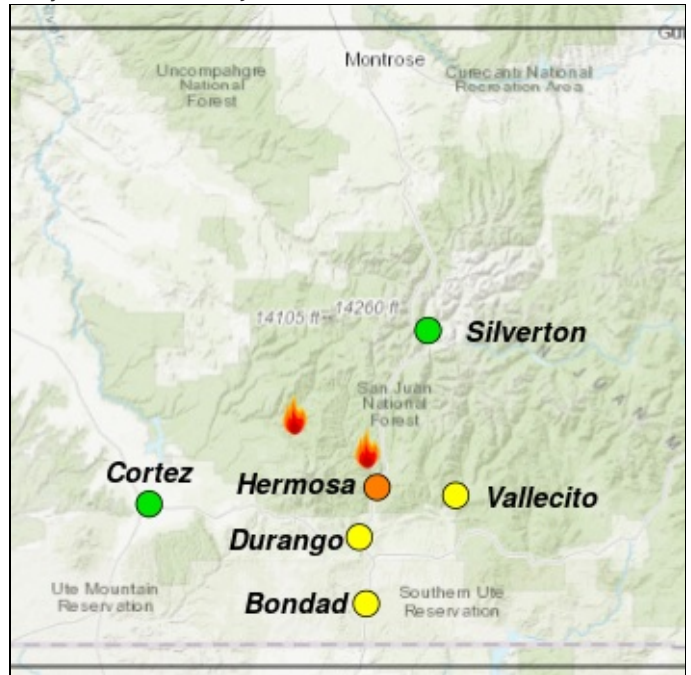 Montrose
Uncompahgre
National
Forest
Curecanti National
Recreation Area
14105 ft
14260 ft
Silverton
San Juan
National
Forest
Cortez
Hermosa
Vallecito
Durango
Ute Mountain
Reservation
Bondad
Southern Ute
Reservation